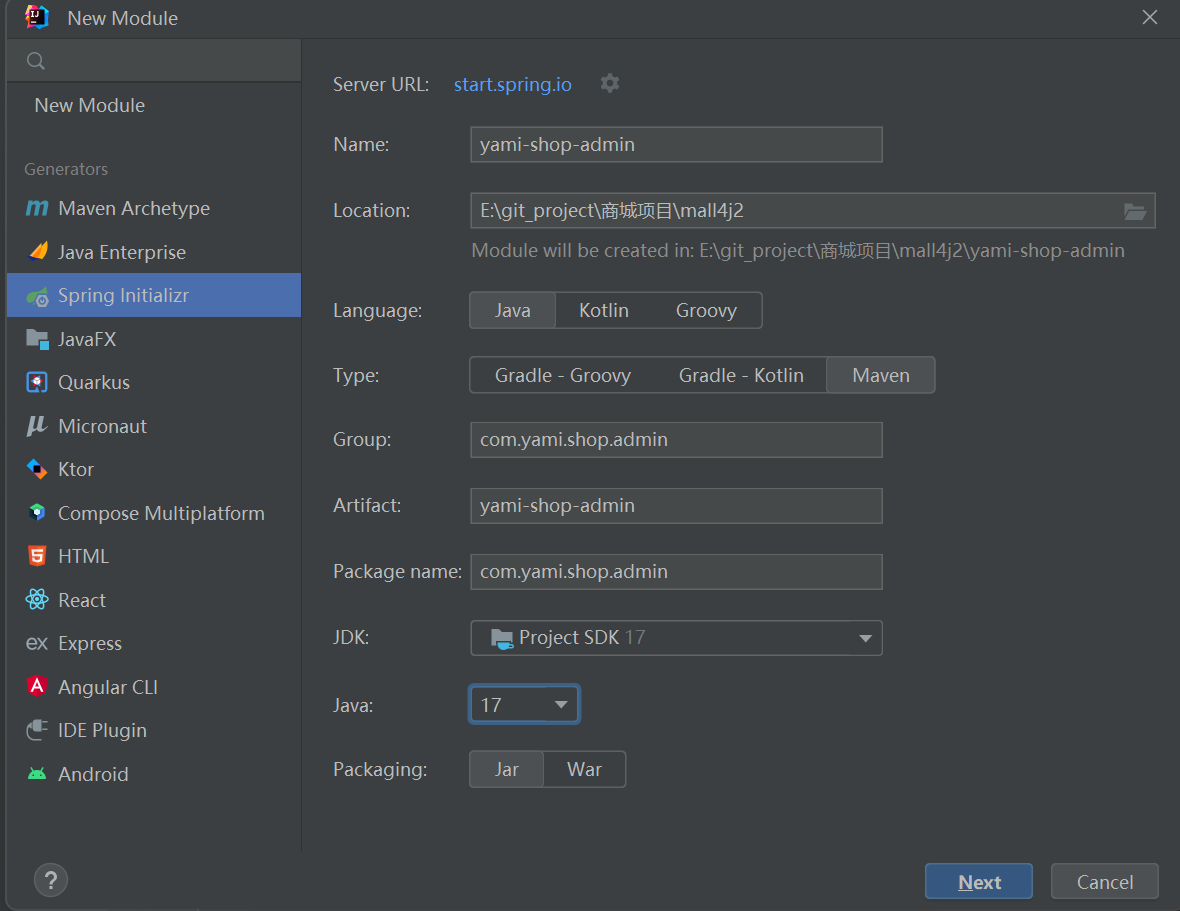 New Module
New Module
Generators
Maven Archetype
Java Enterprise
Spring Initializr
JavaFX
Quarkus
Micronaut
Ktor
Compose Multiplatform
HTML
React
ex Express
Angular CLI
IDE Plugin
Android
Server URL: start.spring.io
Name: yami-shop-admin
Location: E:\git_project\商城项目\mall4j2
Module will be created in: E:\git_project\商城项目\mall4j2\yami-shop-admin
Language: Java Kotlin Groovy
Type: Gradle - Groovy Gradle - Kotlin Maven
Group: com.yami.shop.admin
Artifact: yami-shop-admin
Package name: com.yami.shop.admin
JDK: Project SDK 17
Java: 17
Packaging: Jar War
? Next Cancel